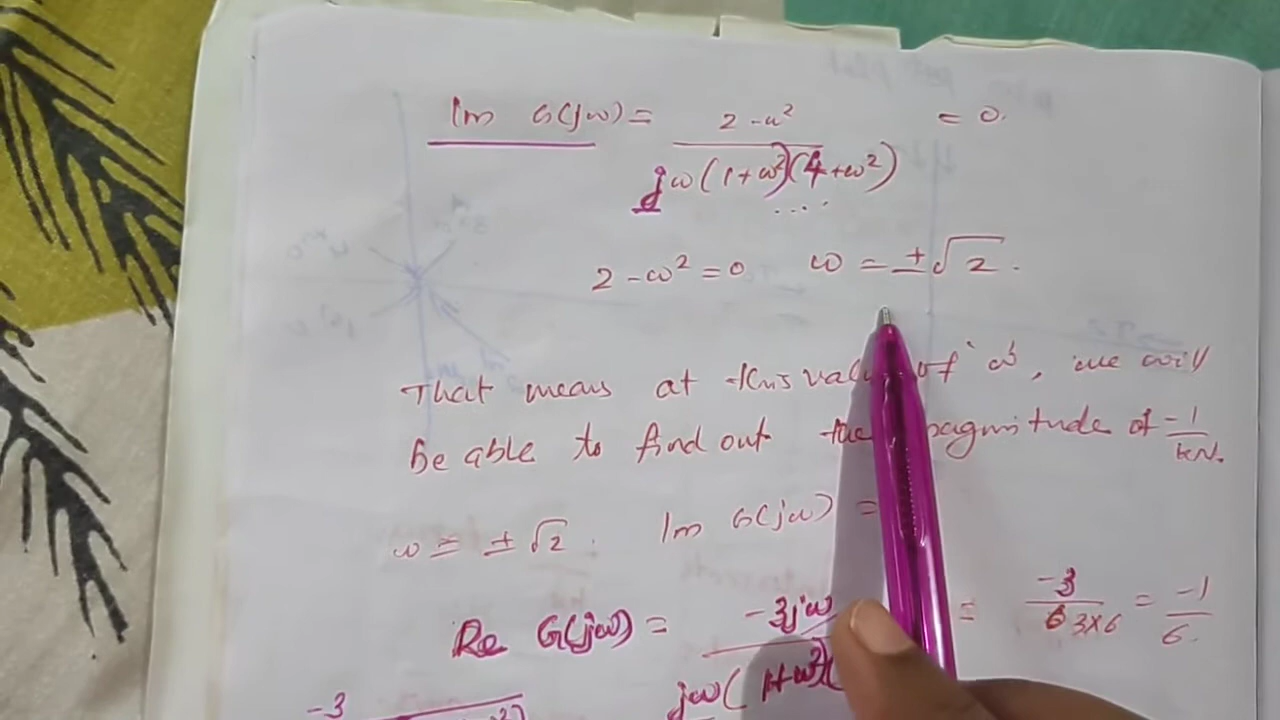 Im G(jω) = 2-ω² / jω(1+ω²)(4+ω²) = 0.
2-ω² = 0 ω = ±√2.
That means at this value of 'ω', we will
be able to find out the magnitude of -1/kN.
ω = ±√2. Im G(jω) =
Re G(jω) = -3jω / jω(1+ω²)( = -3 / 6 3×6 = -1/6.
-3